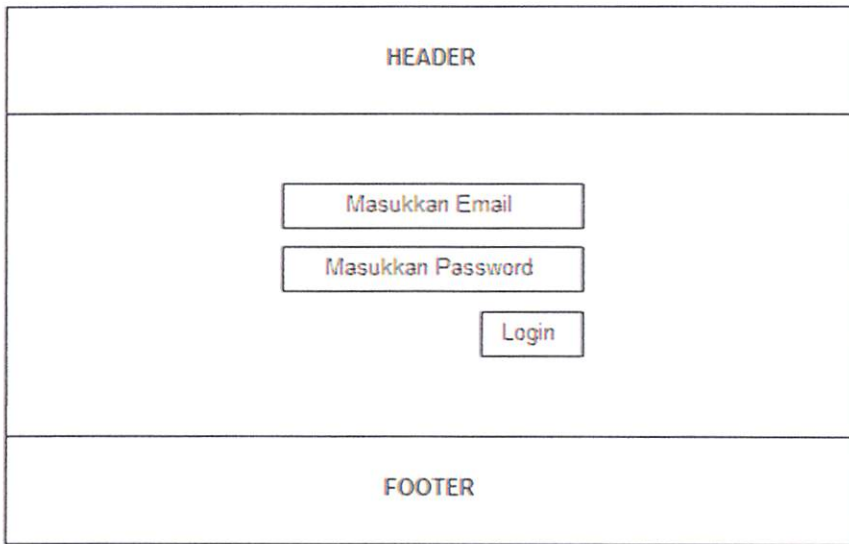 HEADER
Masukkan Email
Masukkan Password
Login
FOOTER